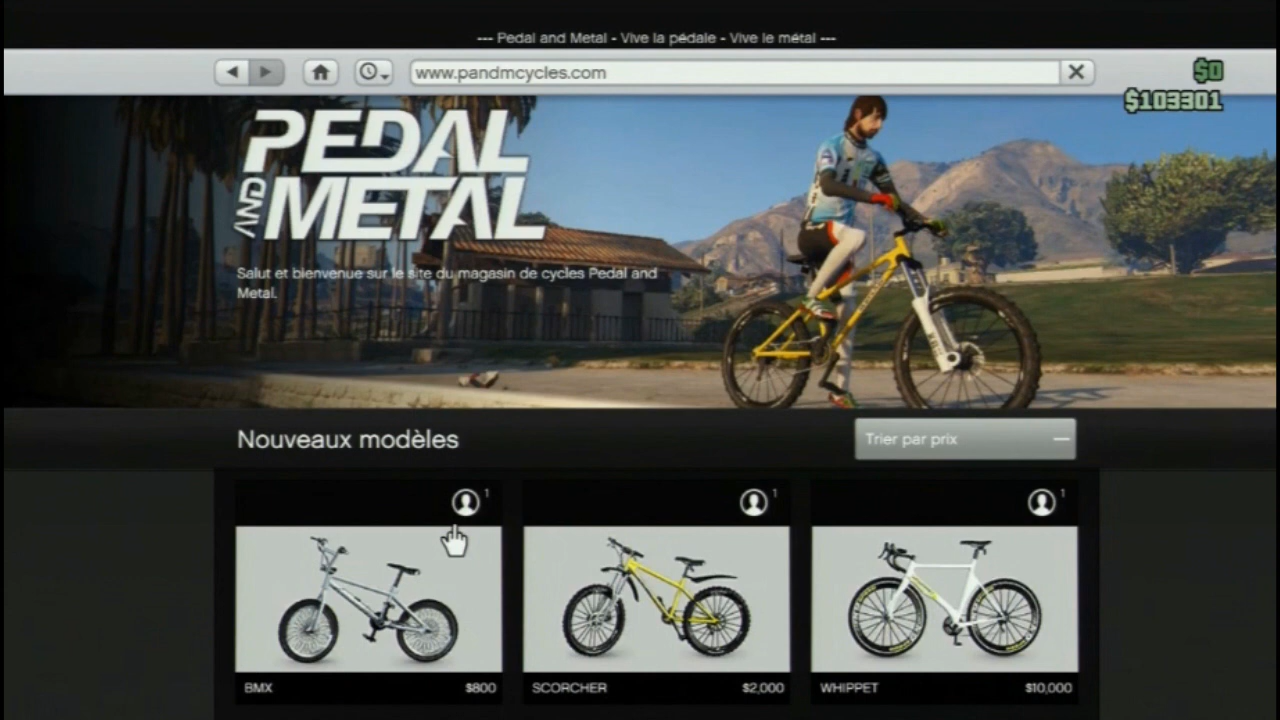 --- Pedal and Metal - Vive la pédale - Vive le métal ---
www.pandmcycles.com
$0
$103301
PEDAL
AND METAL
Salut et bienvenue sur le site du magasin de cycles Pedal and
Metal.
Nouveaux modèles
Trier par prix
1
1
1
BMX $800
SCORCHER $2,000
WHIPPET $10,000